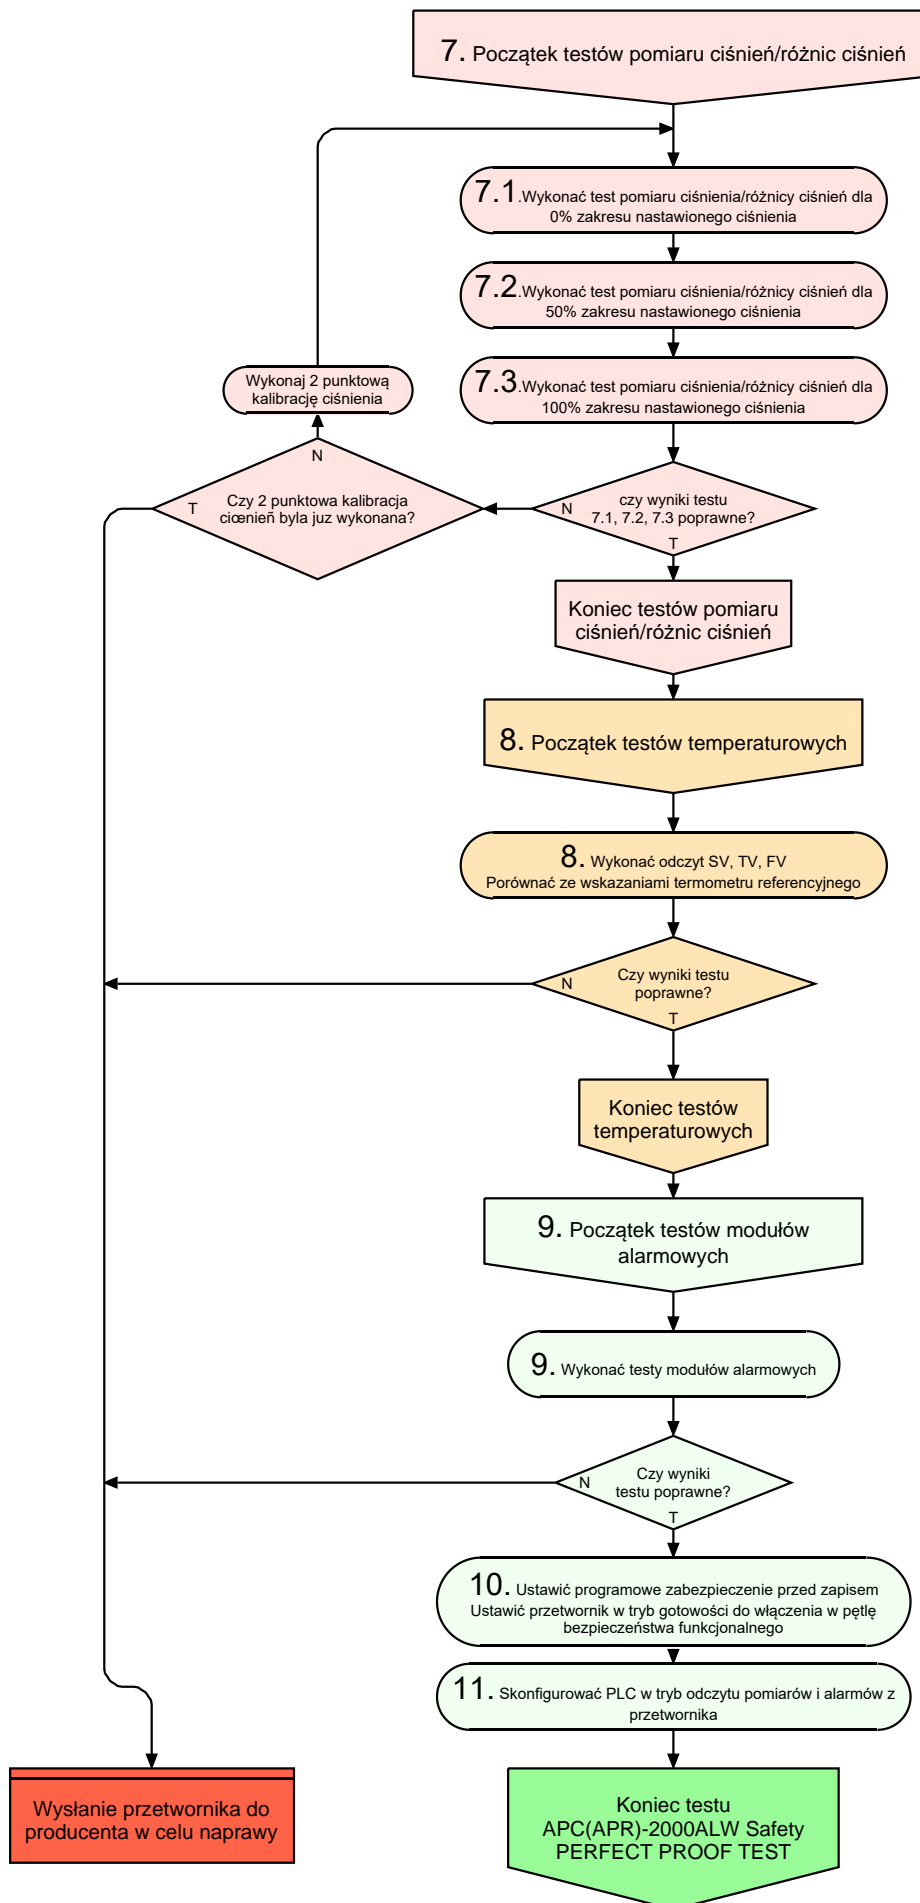 7. Początek testów pomiaru ciśnień/różnic ciśnień
7.1.Wykonać test pomiaru ciśnienia/różnicy ciśnień dla
0% zakresu nastawionego ciśnienia
7.2.Wykonać test pomiaru ciśnienia/różnicy ciśnień dla
50% zakresu nastawionego ciśnienia
Wykonaj 2 punktową
kalibrację ciśnienia
7.3.Wykonać test pomiaru ciśnienia/różnicy ciśnień dla
100% zakresu nastawionego ciśnienia
N
T
Czy 2 punktowa kalibracja
ciœnieñ byla juz wykonana?
N
czy wyniki testu
7.1, 7.2, 7.3 poprawne?
T
Koniec testów pomiaru
ciśnień/różnic ciśnień
8. Początek testów temperaturowych
8. Wykonać odczyt SV, TV, FV
Porównać ze wskazaniami termometru referencyjnego
N
Czy wyniki testu
poprawne?
T
Koniec testów
temperaturowych
9. Początek testów modułów
alarmowych
9. Wykonać testy modułów alarmowych
N
Czy wyniki
testu poprawne?
T
10. Ustawić programowe zabezpieczenie przed zapisem
Ustawić przetwornik w tryb gotowości do włączenia w pętlę
bezpieczeństwa funkcjonalnego
11. Skonfigurować PLC w tryb odczytu pomiarów i alarmów z
przetwornika
Wysłanie przetwornika do
producenta w celu naprawy
Koniec testu
APC(APR)-2000ALW Safety
PERFECT PROOF TEST